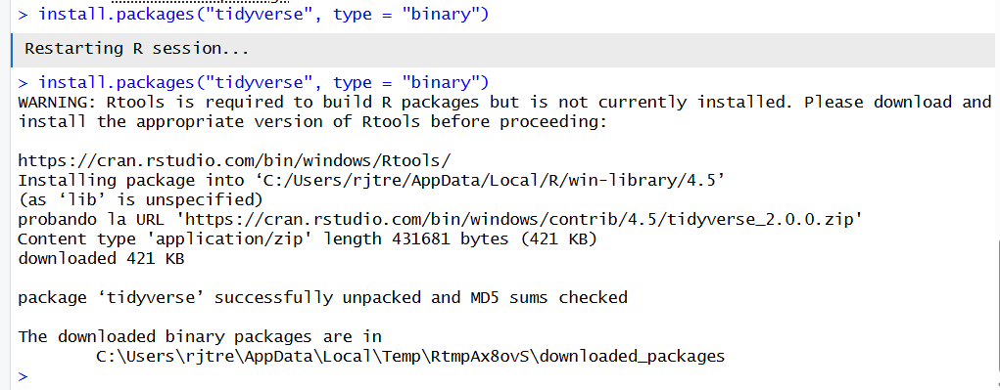 > install.packages("tidyverse", type = "binary")
Restarting R session...
> install.packages("tidyverse", type = "binary")
WARNING: Rtools is required to build R packages but is not currently installed. Please download and
install the appropriate version of Rtools before proceeding:
https://cran.rstudio.com/bin/windows/Rtools/
Installing package into ‘C:/Users/rjtre/AppData/Local/R/win-library/4.5’
(as ‘lib’ is unspecified)
probando la URL 'https://cran.rstudio.com/bin/windows/contrib/4.5/tidyverse_2.0.0.zip'
Content type 'application/zip' length 431681 bytes (421 KB)
downloaded 421 KB
package ‘tidyverse’ successfully unpacked and MD5 sums checked
The downloaded binary packages are in
C:\Users\rjtre\AppData\Local\Temp\RtmpAx8ovS\downloaded_packages
>